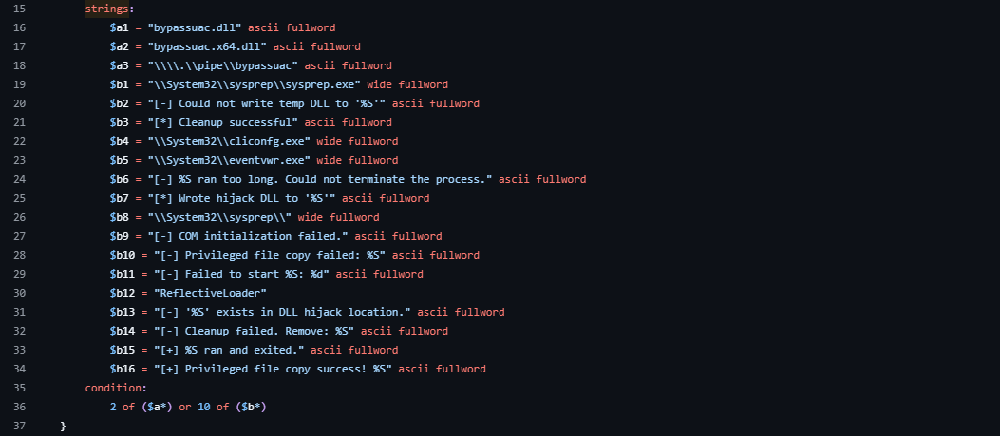 15 strings:
16 $a1 = "bypassuac.dll" ascii fullword
17 $a2 = "bypassuac.x64.dll" ascii fullword
18 $a3 = "\\\\.\\pipe\\bypassuac" ascii fullword
19 $b1 = "\\System32\\sysprep\\sysprep.exe" wide fullword
20 $b2 = "[-] Could not write temp DLL to '%S'" ascii fullword
21 $b3 = "[*] Cleanup successful" ascii fullword
22 $b4 = "\\System32\\cliconfg.exe" wide fullword
23 $b5 = "\\System32\\eventvwr.exe" wide fullword
24 $b6 = "[-] %S ran too long. Could not terminate the process." ascii fullword
25 $b7 = "[*] Wrote hijack DLL to '%S'" ascii fullword
26 $b8 = "\\System32\\sysprep\\" wide fullword
27 $b9 = "[-] COM initialization failed." ascii fullword
28 $b10 = "[-] Privileged file copy failed: %S" ascii fullword
29 $b11 = "[-] Failed to start %S: %d" ascii fullword
30 $b12 = "ReflectiveLoader"
31 $b13 = "[-] '%S' exists in DLL hijack location." ascii fullword
32 $b14 = "[-] Cleanup failed. Remove: %S" ascii fullword
33 $b15 = "[+] %S ran and exited." ascii fullword
34 $b16 = "[+] Privileged file copy success! %S" ascii fullword
35 condition:
36 2 of ($a*) or 10 of ($b*)
37 }